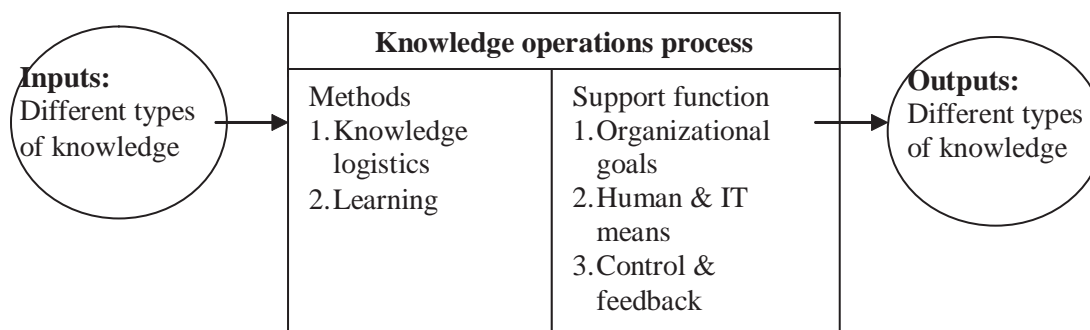 Inputs:
Different types
of knowledge
Knowledge operations process
Methods
1. Knowledge
logistics
2. Learning
Support function
1. Organizational
goals
2. Human & IT
means
3. Control &
feedback
Outputs:
Different types
of knowledge